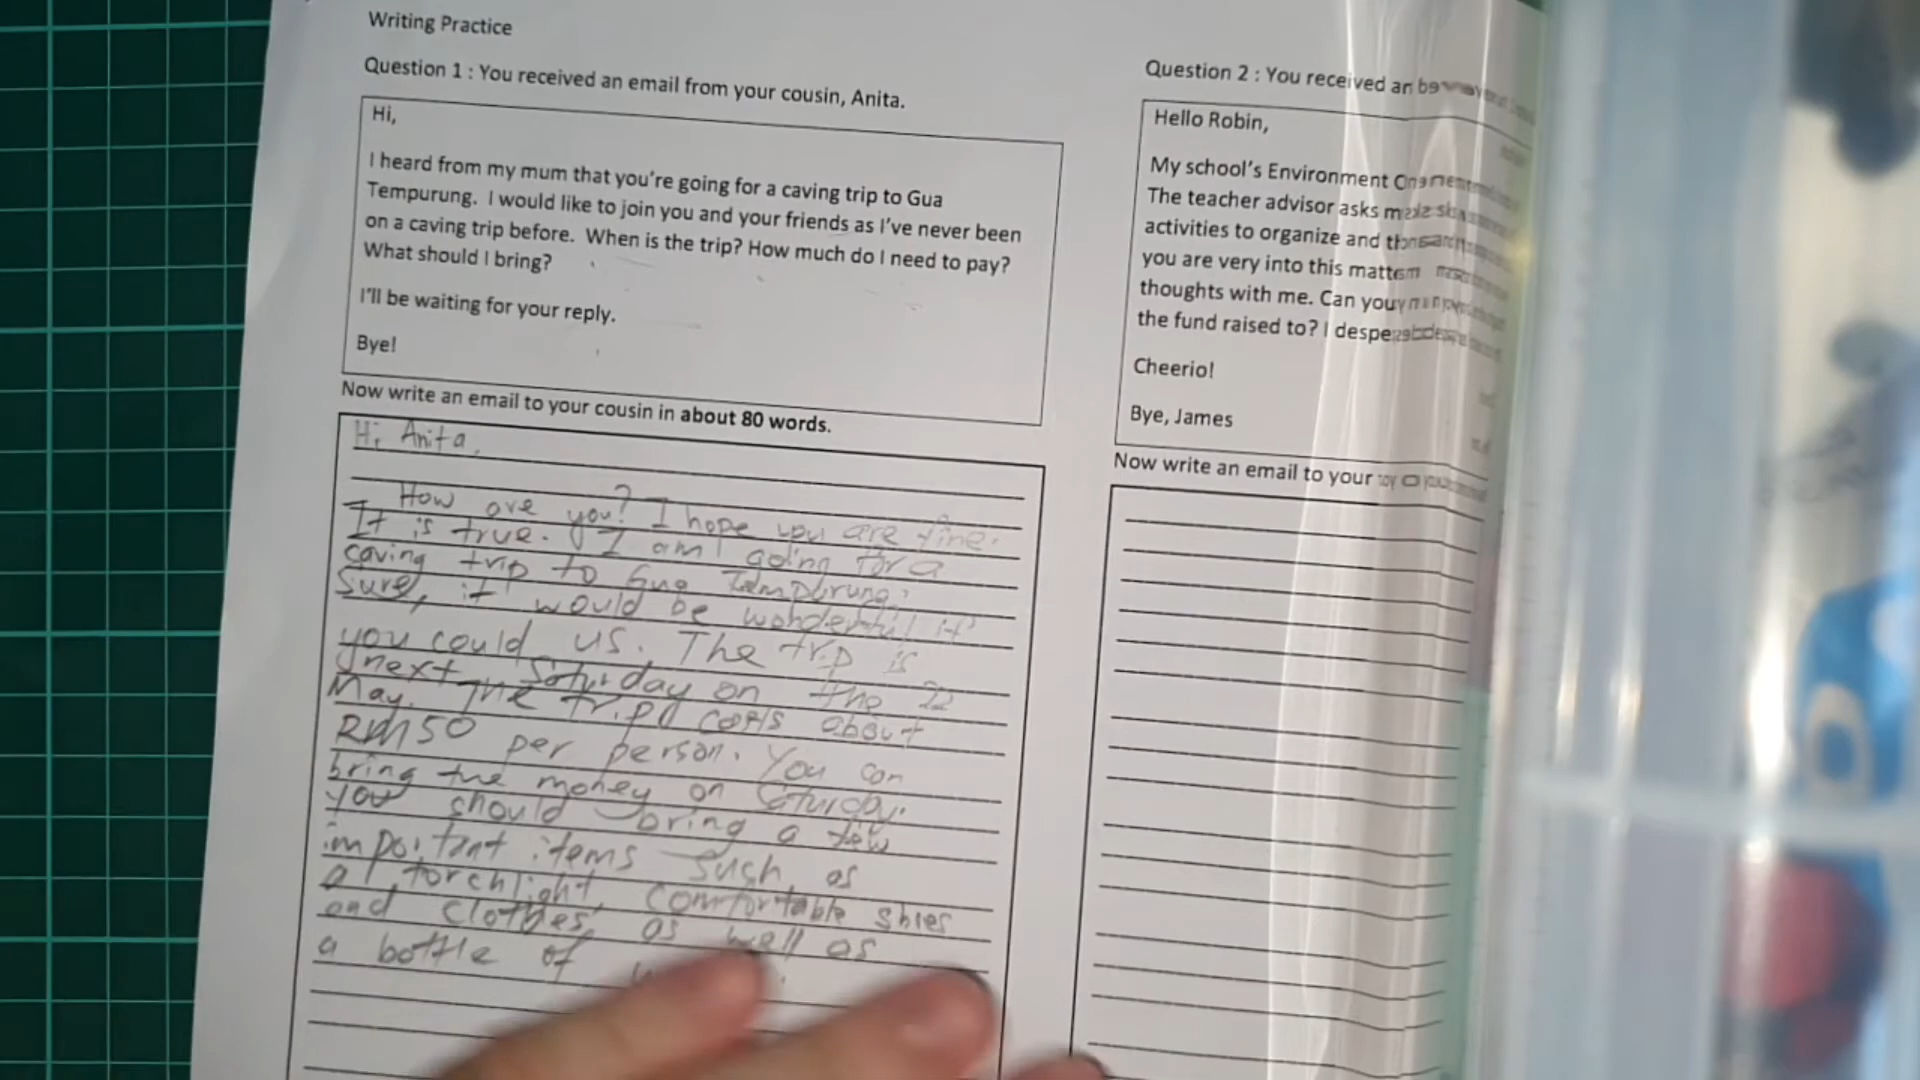 Writing Practice
Question 1 : You received an email from your cousin, Anita.
Hi,
I heard from my mum that you're going for a caving trip to Gua
Tempurung. I would like to join you and your friends as I've never been
on a caving trip before. When is the trip? How much do I need to pay?
What should I bring?
I'll be waiting for your reply.
Bye!
Now write an email to your cousin in about 80 words.
Hi Anita,
How are you? I hope you are fine.
It is true. I am going for a
caving trip to Gua Tempurung.
Sure, it would be wonderful if
you could us. The trip is
next Saturday on the 22
May. The trip costs about
RM50 per person. You can
bring the money on Saturday.
You should bring a few
important items such as
a torchlight, comfortable shoes
and clothes, as well as
a bottle of
Question 2 : You received an
Hello Robin,
My school's Environment
The teacher advisor asks
activities to organize and
you are very into this
thoughts with me. Can you
the fund raised to? I
Cheerio!
Bye, James
Now write an email to your